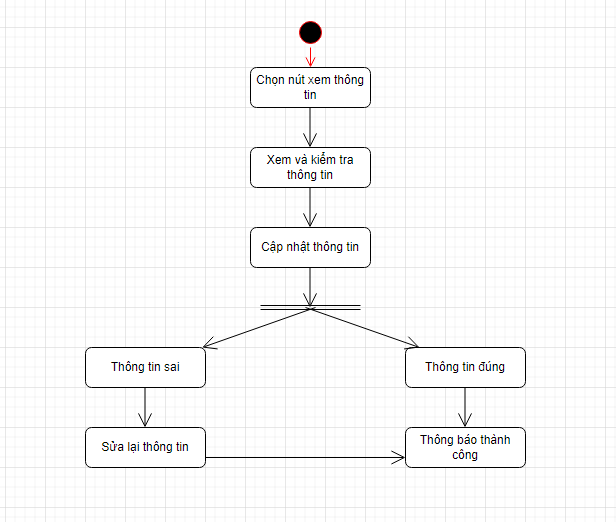 Chọn nút xem thông
tin
Xem và kiểm tra
thông tin
Cập nhật thông tin
Thông tin sai
Thông tin đúng
Sửa lại thông tin
Thông báo thành
công